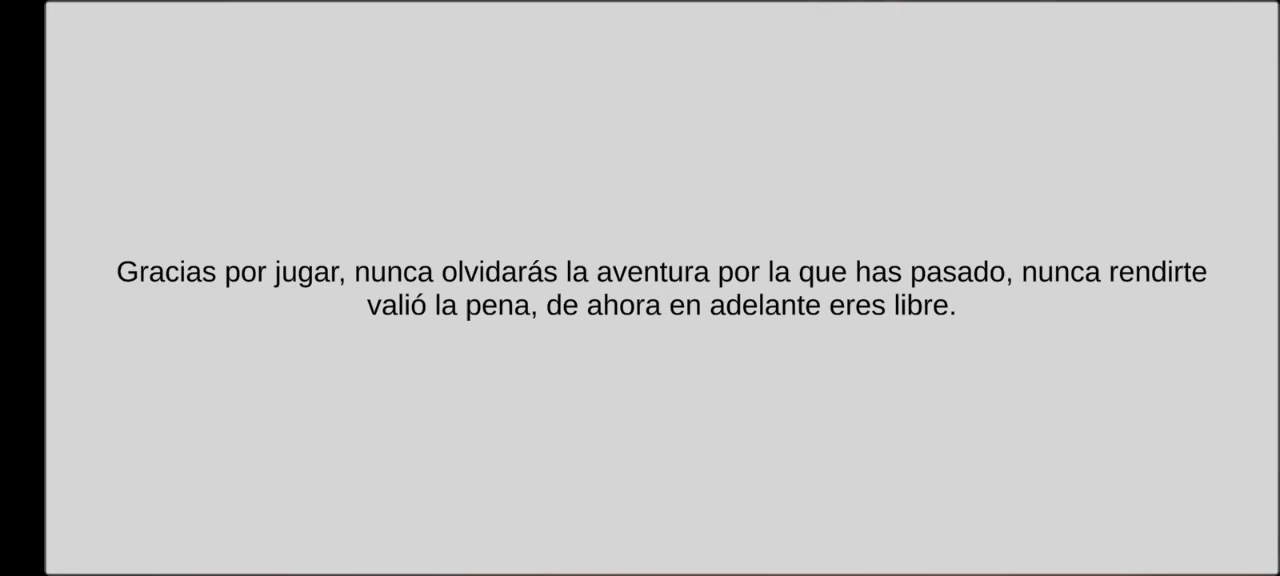 Gracias por jugar, nunca olvidarás la aventura por la que has pasado, nunca rendirte
valió la pena, de ahora en adelante eres libre.